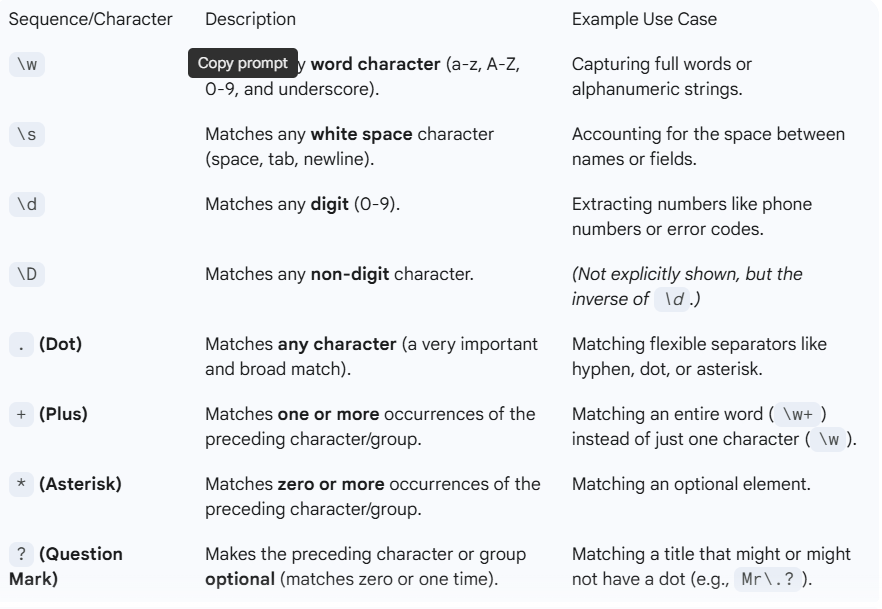 Sequence/Character Description Example Use Case
\w Copy prompt y word character (a-z, A-Z, Capturing full words or
0-9, and underscore). alphanumeric strings.
\s Matches any white space character Accounting for the space between
(space, tab, newline). names or fields.
\d Matches any digit (0-9). Extracting numbers like phone
numbers or error codes.
\D Matches any non-digit character. (Not explicitly shown, but the
inverse of \d.)
. (Dot) Matches any character (a very important Matching flexible separators like
and broad match). hyphen, dot, or asterisk.
+ (Plus) Matches one or more occurrences of the Matching an entire word ( \w+ )
preceding character/group. instead of just one character ( \w ).
* (Asterisk) Matches zero or more occurrences of the Matching an optional element.
preceding character/group.
? (Question Makes the preceding character or group Matching a title that might or might
Mark) optional (matches zero or one time). not have a dot (e.g., Mr\.? ).